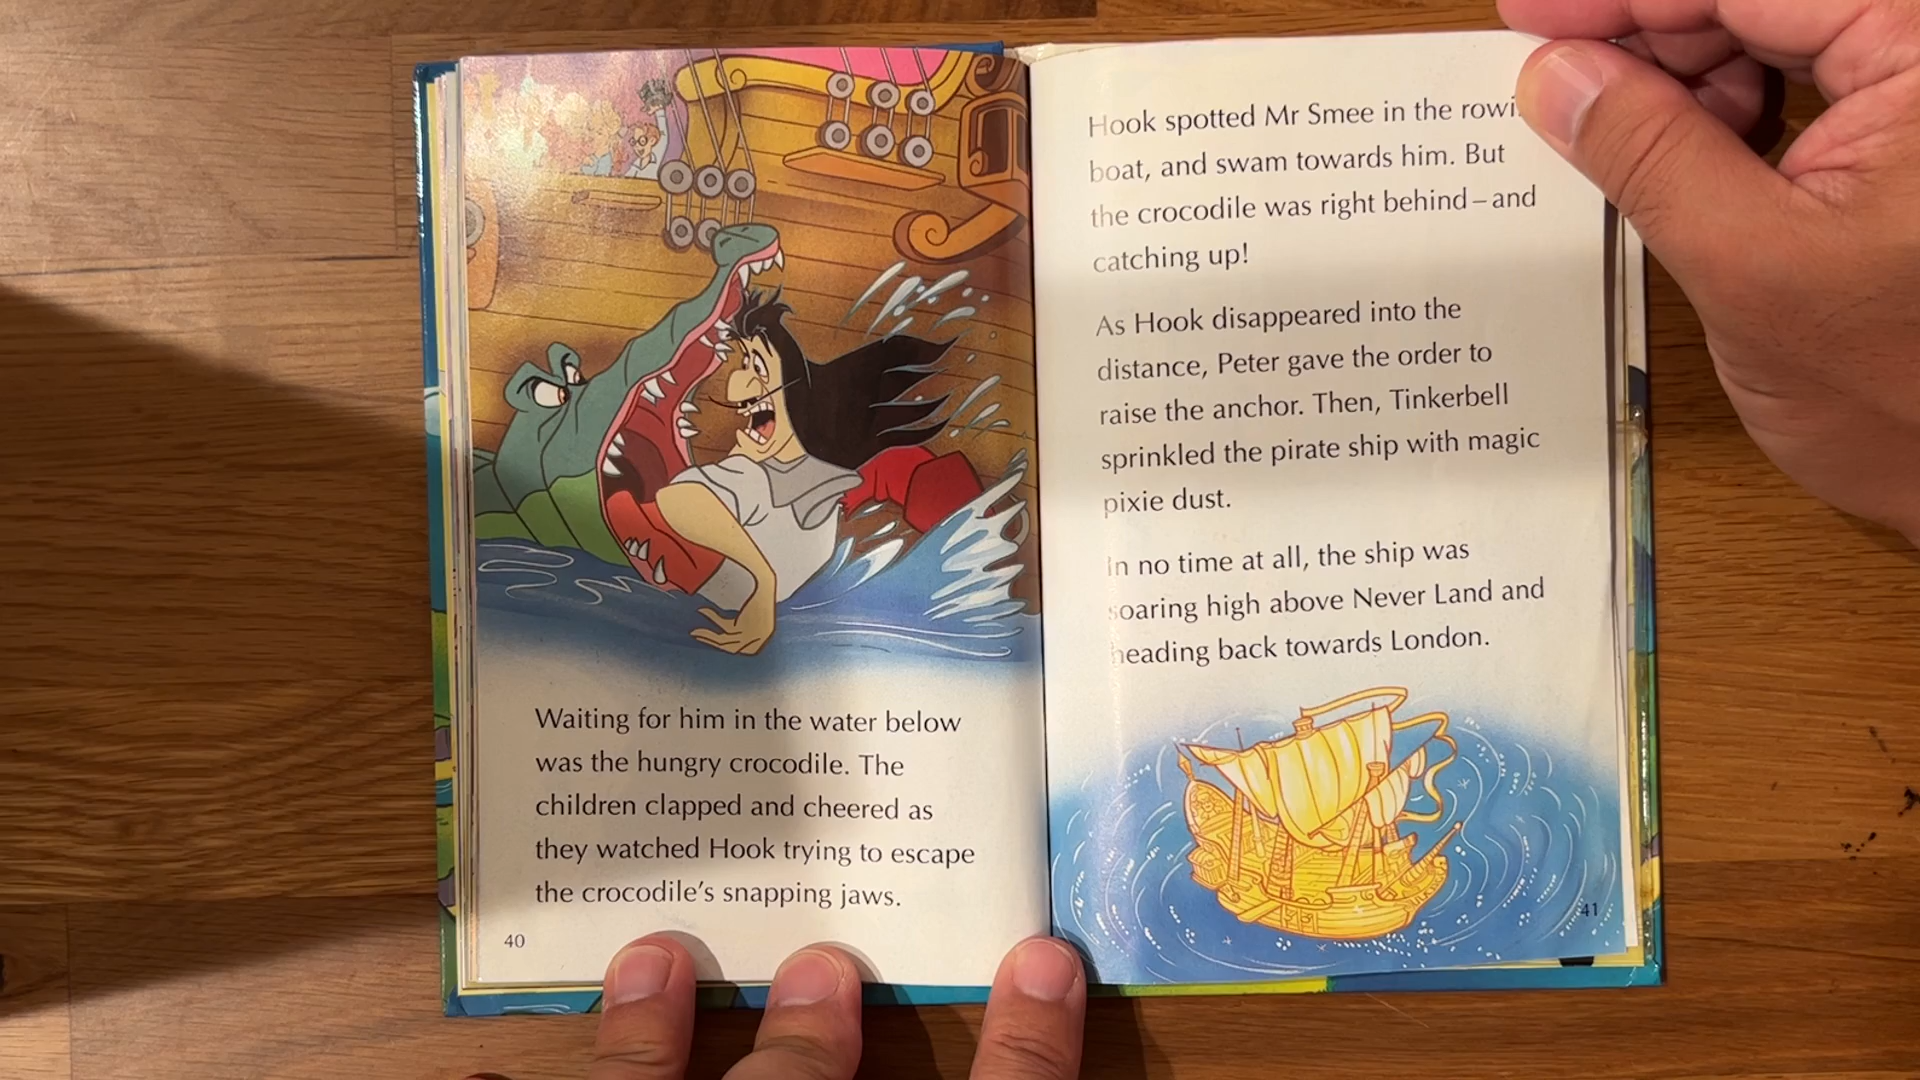 Waiting for him in the water below
was the hungry crocodile. The
children clapped and cheered as
they watched Hook trying to escape
the crocodile's snapping jaws.
40
Hook spotted Mr Smee in the
boat, and swam towards him. But
the crocodile was right behind – and
catching up!
As Hook disappeared into the
distance, Peter gave the order to
raise the anchor. Then, Tinkerbell
sprinkled the pirate ship with magic
pixie dust.
In no time at all, the ship was
soaring high above Never Land and
heading back towards London.
41